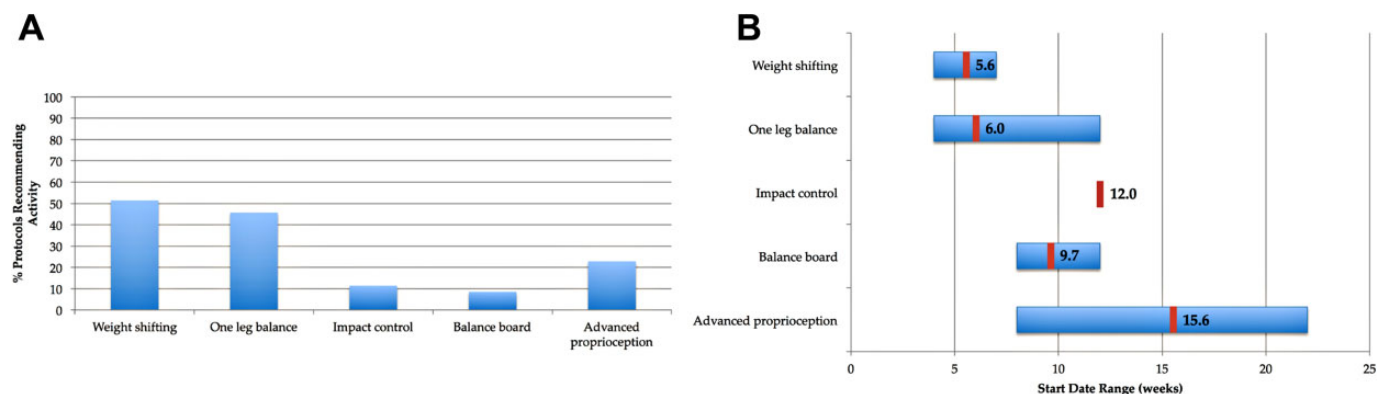 A
% Protocols Recommending
Activity
100
90
80
70
60
50
40
30
20
10
0
Weight shifting
One leg balance
Impact control
Balance board
Advanced
proprioception
B
Weight shifting
5.6
One leg balance
6.0
Impact control
12.0
Balance board
9.7
Advanced proprioception
15.6
0
5
10
15
20
25
Start Date Range (weeks)